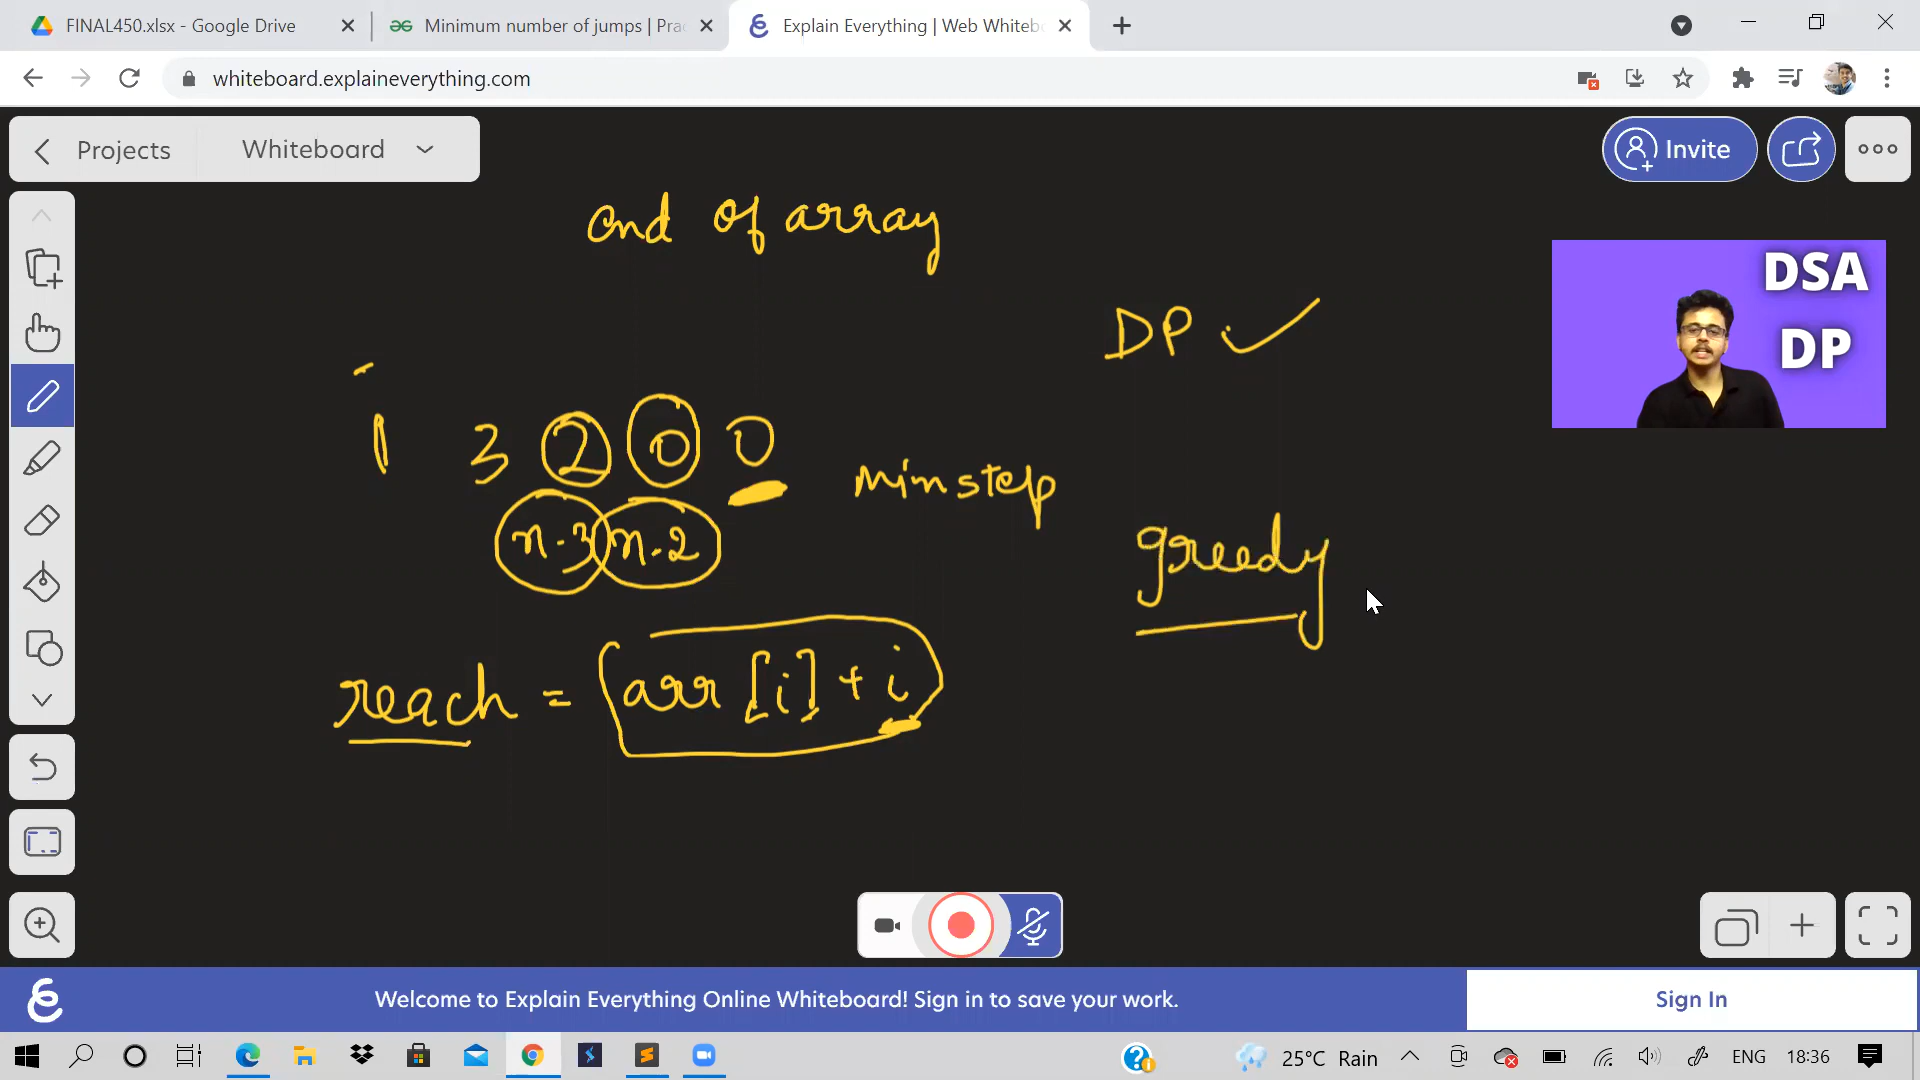 FINAL450.xlsx - Google Drive
Minimum number of jumps | Prac
Explain Everything | Web Whiteb
whiteboard.explaineverything.com
Projects
Whiteboard
Invite
end of array
DSA
DP
DP
1 3 2 0 0
Minstep
n-3 n-2
greedy
reach = arr [i] + i
Welcome to Explain Everything Online Whiteboard! Sign in to save your work.
Sign In
25°C Rain
ENG
18:36